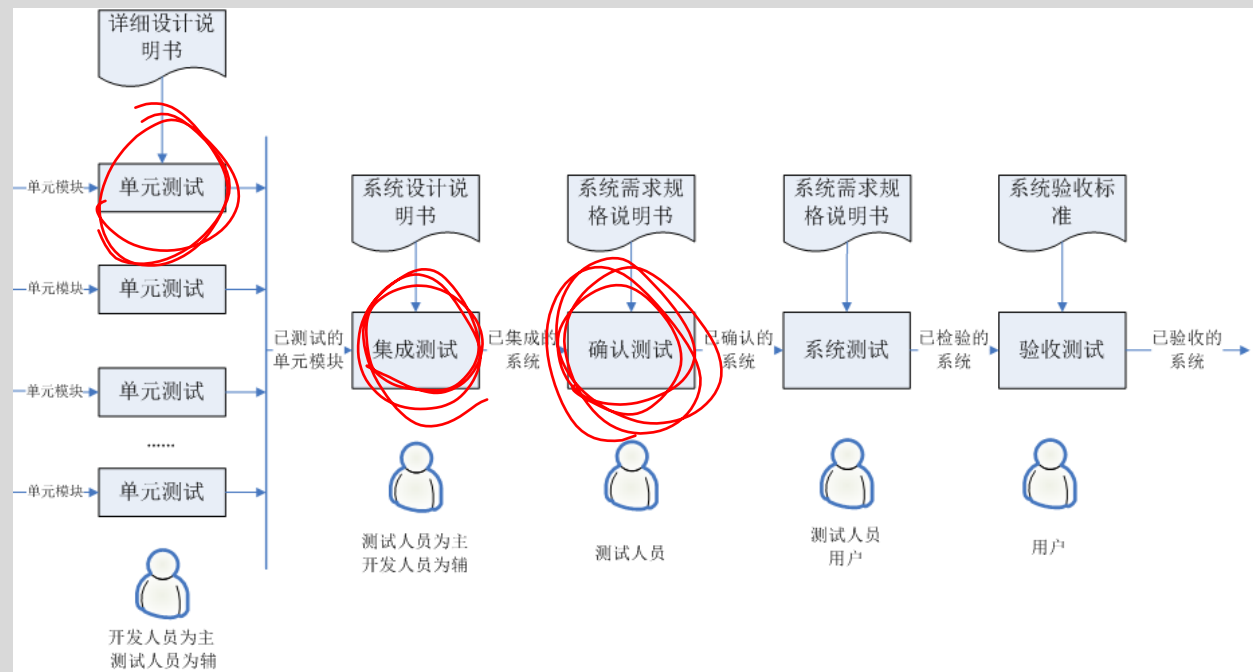 详细设计说
明书
单元模块
单元测试
单元模块
单元测试
单元模块
单元测试
......
单元模块
单元测试
开发人员为主
测试人员为辅
已测试的
单元模块
系统设计说
明书
集成测试
测试人员为主
开发人员为辅
已集成的
系统
系统需求规
格说明书
确认测试
测试人员
已确认的
系统
系统需求规
格说明书
系统测试
测试人员
用户
已检验的
系统
系统验收标
准
验收测试
用户
已验收的
系统